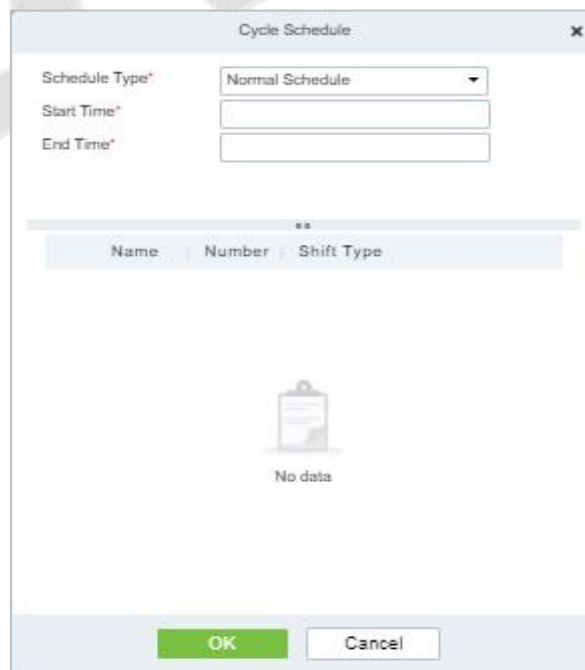 Cycle Schedule
Schedule Type* Normal Schedule
Start Time*
End Time*
Name Number Shift Type
No data
OK Cancel